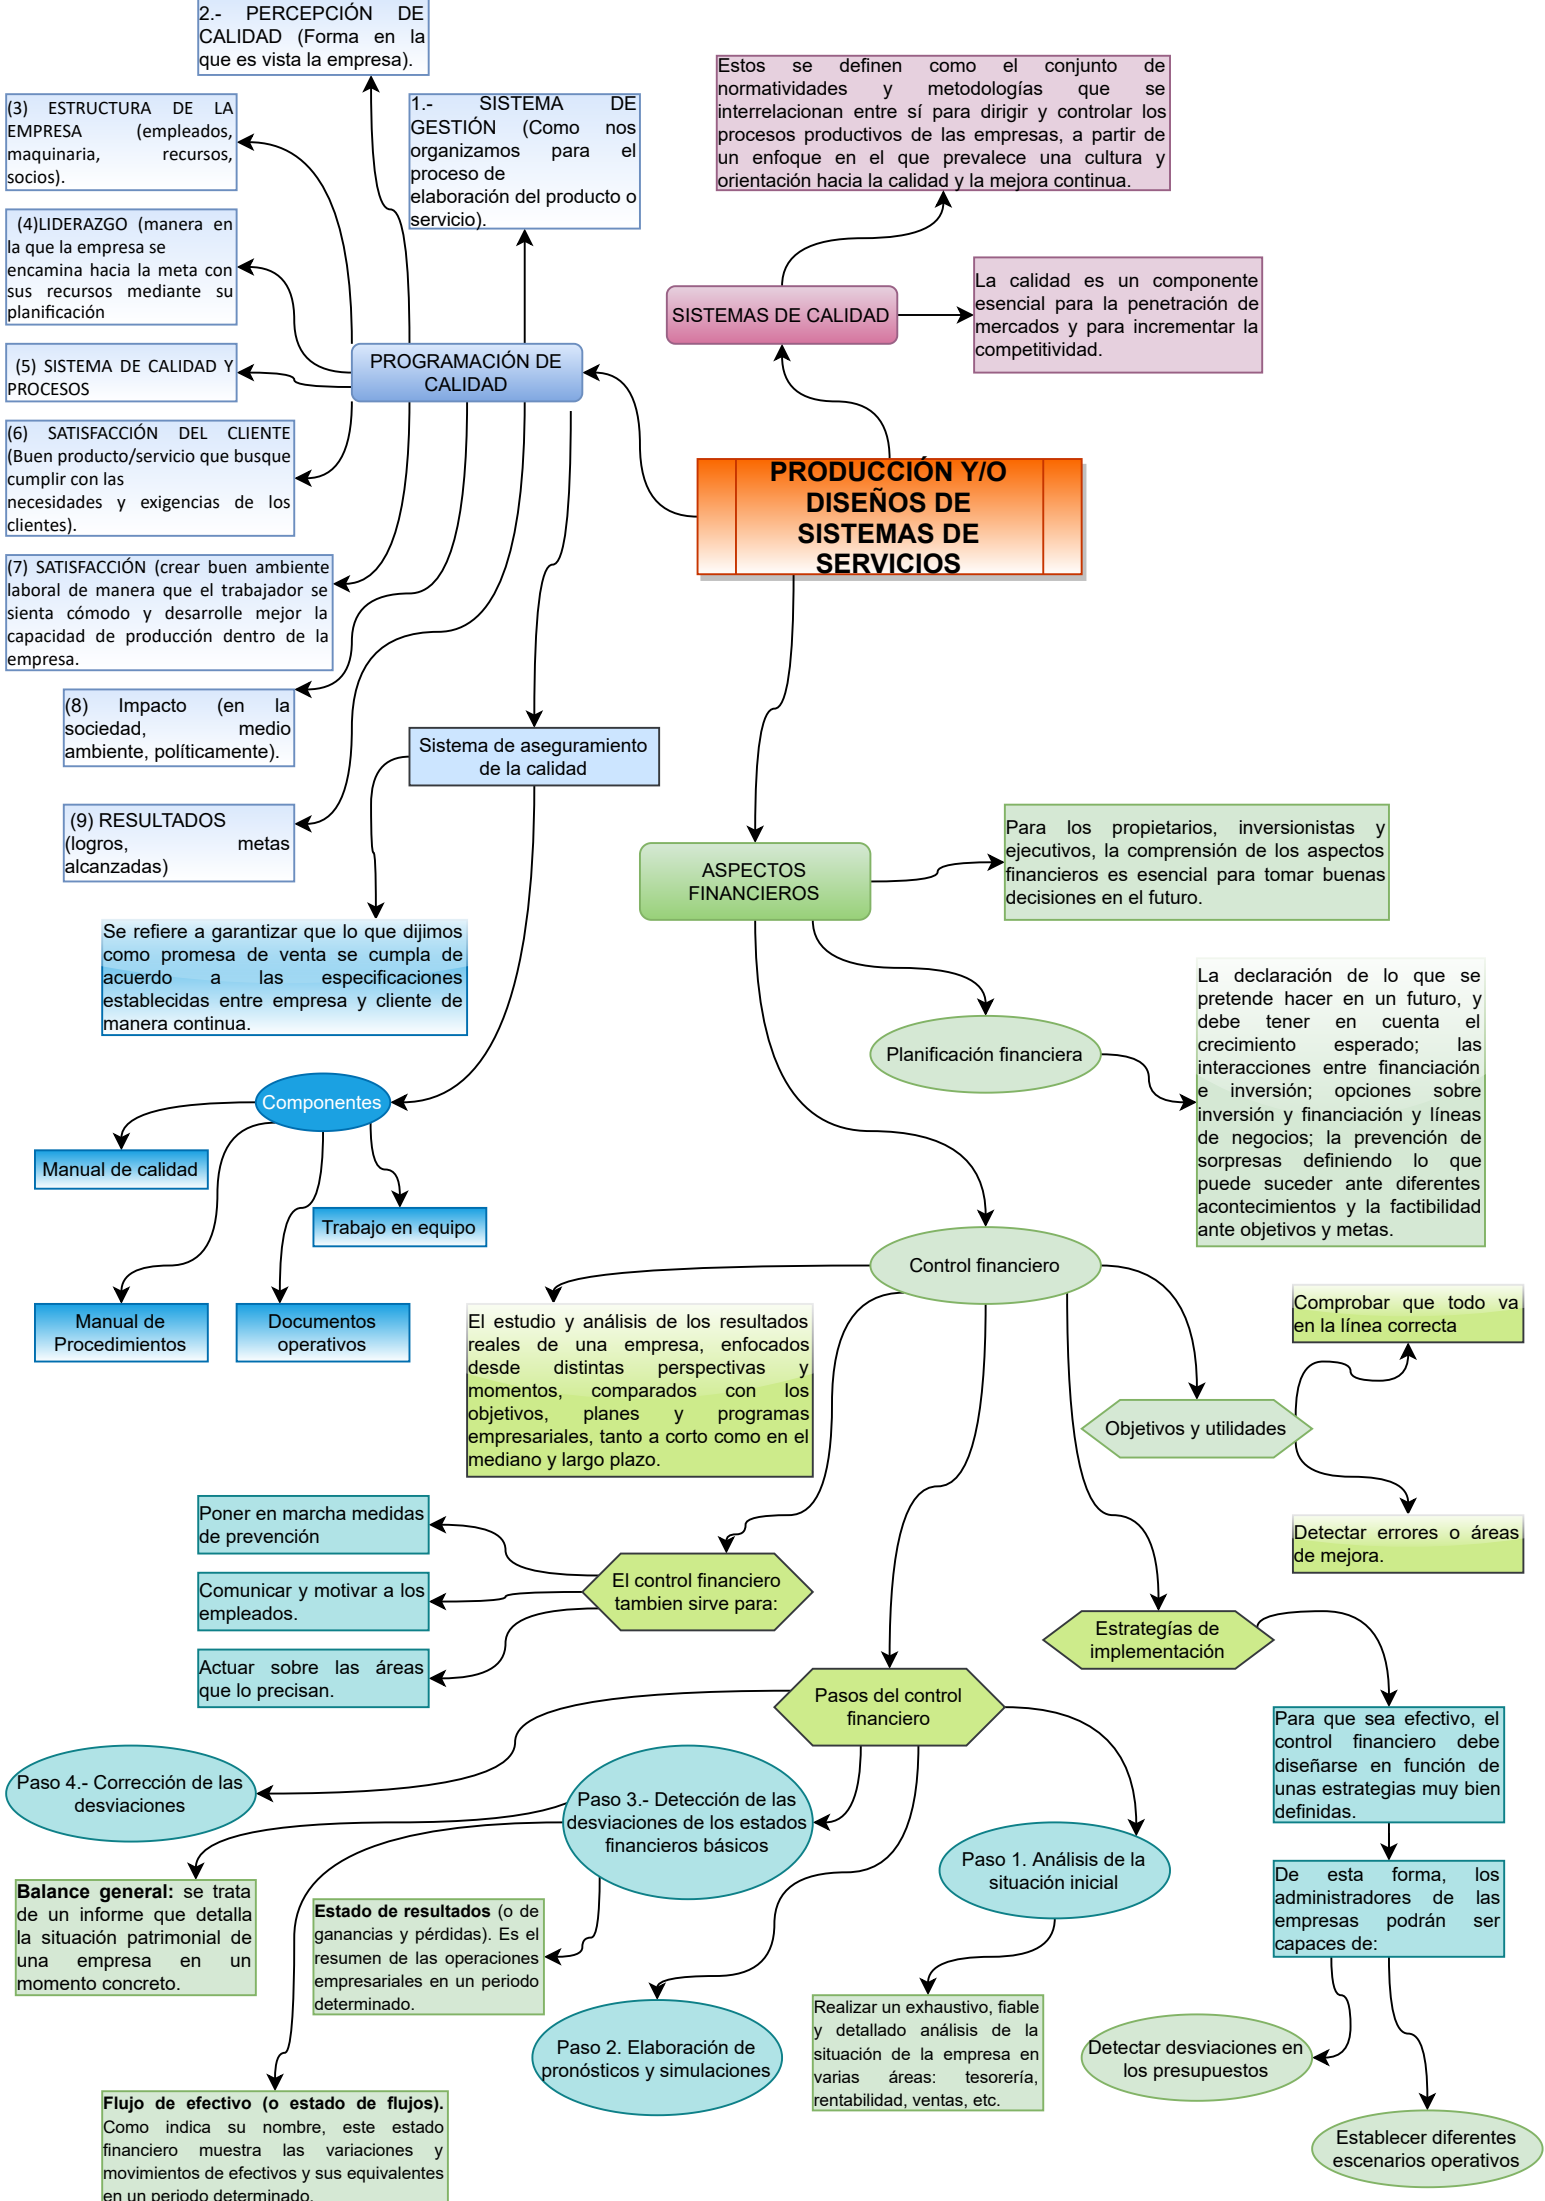 2.- PERCEPCIÓN DE
CALIDAD (Forma en la
que es vista la empresa).
1.- SISTEMA DE
GESTIÓN (Como nos
organizamos para el
proceso de
elaboración del producto o
servicio).
(3) ESTRUCTURA DE LA
EMPRESA (empleados,
maquinaria, recursos,
socios).
(4)LIDERAZGO (manera en
la que la empresa se
encamina hacia la meta con
sus recursos mediante su
planificación
(5) SISTEMA DE CALIDAD Y
PROCESOS
(6) SATISFACCIÓN DEL CLIENTE
(Buen producto/servicio que busque
cumplir con las
necesidades y exigencias de los
clientes).
(7) SATISFACCIÓN (crear buen ambiente
laboral de manera que el trabajador se
sienta cómodo y desarrolle mejor la
capacidad de producción dentro de la
empresa.
(8) Impacto (en la
sociedad, medio
ambiente, políticamente).
(9) RESULTADOS
(logros, metas
alcanzadas)
PROGRAMACIÓN DE
CALIDAD
Estos se definen como el conjunto de
normatividades y metodologías que se
interrelacionan entre sí para dirigir y controlar los
procesos productivos de las empresas, a partir de
un enfoque en el que prevalece una cultura y
orientación hacia la calidad y la mejora continua.
SISTEMAS DE CALIDAD
La calidad es un componente
esencial para la penetración de
mercados y para incrementar la
competitividad.
PRODUCCIÓN Y/O
DISEÑOS DE
SISTEMAS DE
SERVICIOS
Sistema de aseguramiento
de la calidad
Se refiere a garantizar que lo que dijimos
como promesa de venta se cumpla de
acuerdo a las especificaciones
establecidas entre empresa y cliente de
manera continua.
Componentes
Manual de calidad
Trabajo en equipo
Manual de
Procedimientos
Documentos
operativos
ASPECTOS
FINANCIEROS
Para los propietarios, inversionistas y
ejecutivos, la comprensión de los aspectos
financieros es esencial para tomar buenas
decisiones en el futuro.
Planificación financiera
La declaración de lo que se
pretende hacer en un futuro, y
debe tener en cuenta el
crecimiento esperado; las
interacciones entre financiación
e inversión; opciones sobre
inversión y financiación y líneas
de negocios; la prevención de
sorpresas definiendo lo que
puede suceder ante diferentes
acontecimientos y la factibilidad
ante objetivos y metas.
Control financiero
El estudio y análisis de los resultados
reales de una empresa, enfocados
desde distintas perspectivas y
momentos, comparados con los
objetivos, planes y programas
empresariales, tanto a corto como en el
mediano y largo plazo.
Comprobar que todo va
en la línea correcta
Objetivos y utilidades
Detectar errores o áreas
de mejora.
Poner en marcha medidas
de prevención
Comunicar y motivar a los
empleados.
Actuar sobre las áreas
que lo precisan.
El control financiero
tambien sirve para:
Estrategías de
implementación
Pasos del control
financiero
Para que sea efectivo, el
control financiero debe
diseñarse en función de
unas estrategias muy bien
definidas.
De esta forma, los
administradores de las
empresas podrán ser
capaces de:
Detectar desviaciones en
los presupuestos
Establecer diferentes
escenarios operativos
Paso 4.- Corrección de las
desviaciones
Paso 3.- Detección de las
desviaciones de los estados
financieros básicos
Paso 1. Análisis de la
situación inicial
Balance general: se trata
de un informe que detalla
la situación patrimonial de
una empresa en un
momento concreto.
Estado de resultados (o de
ganancias y pérdidas). Es el
resumen de las operaciones
empresariales en un periodo
determinado.
Paso 2. Elaboración de
pronósticos y simulaciones
Realizar un exhaustivo, fiable
y detallado análisis de la
situación de la empresa en
varias áreas: tesorería,
rentabilidad, ventas, etc.
Flujo de efectivo (o estado de flujos).
Como indica su nombre, este estado
financiero muestra las variaciones y
movimientos de efectivos y sus equivalentes
en un periodo determinado.